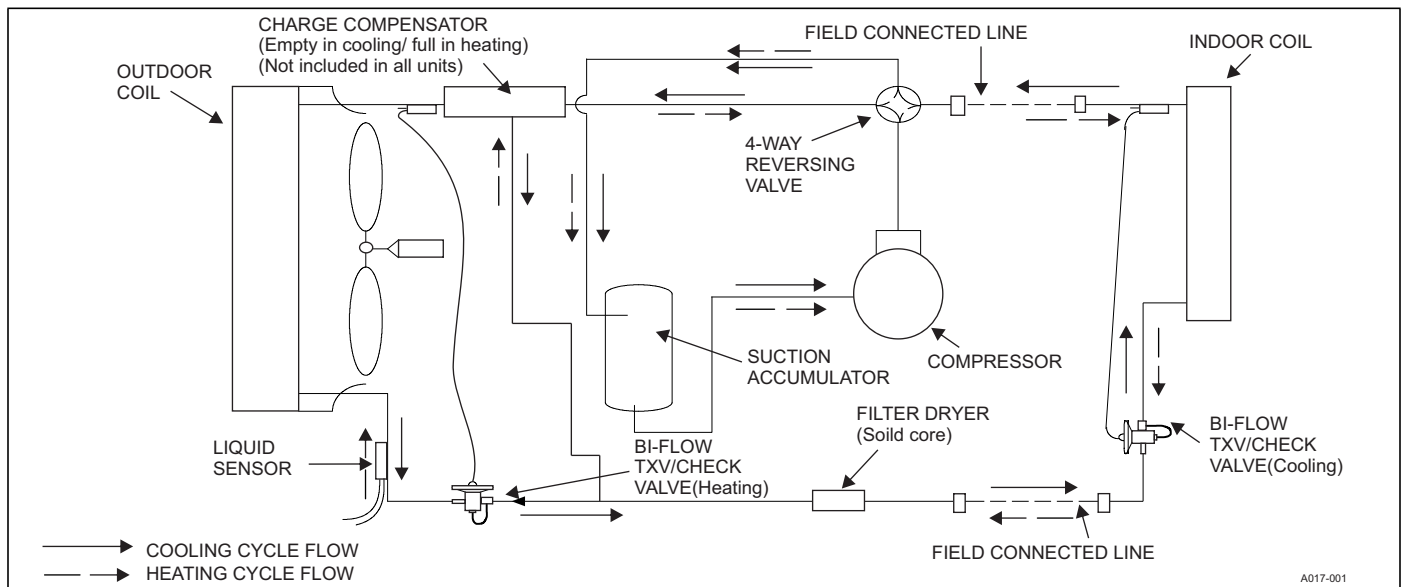 CHARGE COMPENSATOR
(Empty in cooling/ full in heating)
(Not included in all units)
FIELD CONNECTED LINE
INDOOR COIL
OUTDOOR
COIL
4-WAY
REVERSING
VALVE
SUCTION
ACCUMULATOR
COMPRESSOR
FILTER DRYER
(Soild core)
BI-FLOW
TXV/CHECK
VALVE(Cooling)
LIQUID
SENSOR
BI-FLOW
TXV/CHECK
VALVE(Heating)
COOLING CYCLE FLOW
HEATING CYCLE FLOW
FIELD CONNECTED LINE
A017-001